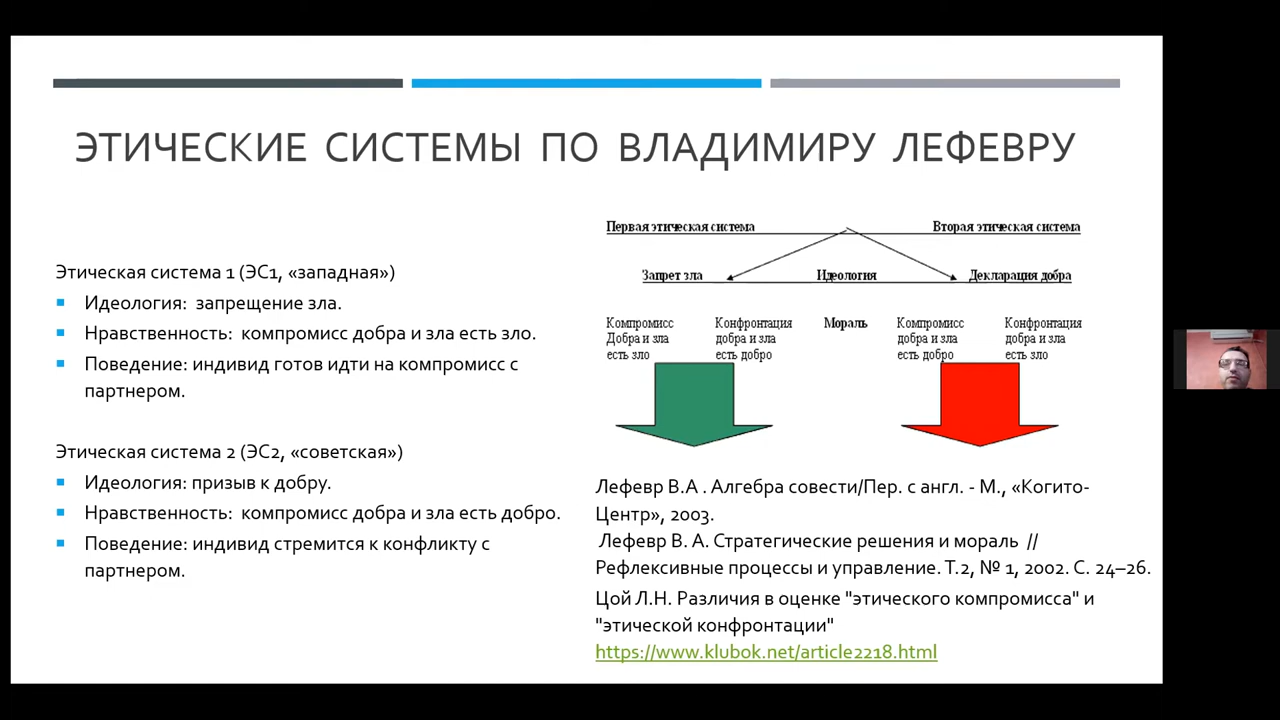 ЭТИЧЕСКИЕ СИСТЕМЫ ПО ВЛАДИМИРУ ЛЕФЕВРУ
Этическая система 1 (ЭС1, «западная»)
Идеология: запрещение зла.
Нравственность: компромисс добра и зла есть зло.
Поведение: индивид готов идти на компромисс с
партнером.
Этическая система 2 (ЭС2, «советская»)
Идеология: призыв к добру.
Нравственность: компромисс добра и зла есть добро.
Поведение: индивид стремится к конфликту с
партнером.
Первая этическая система
Вторая этическая система
Запрет зла
Идеология
Декларация добра
Компромисс
Добра и зла
есть зло
Конфронтация
добра и зла
есть добро
Мораль
Компромисс
добра и зла
есть добро
Конфронтация
добра и зла
есть зло
Лефевр В.А . Алгебра совести/Пер. с англ. - М., «Когито-
Центр», 2003.
Лефевр В. А. Стратегические решения и мораль //
Рефлексивные процессы и управление. Т.2, № 1, 2002. С. 24–26.
Цой Л.Н. Различия в оценке "этического компромисса" и
"этической конфронтации"
https://www.klubok.net/article2218.html